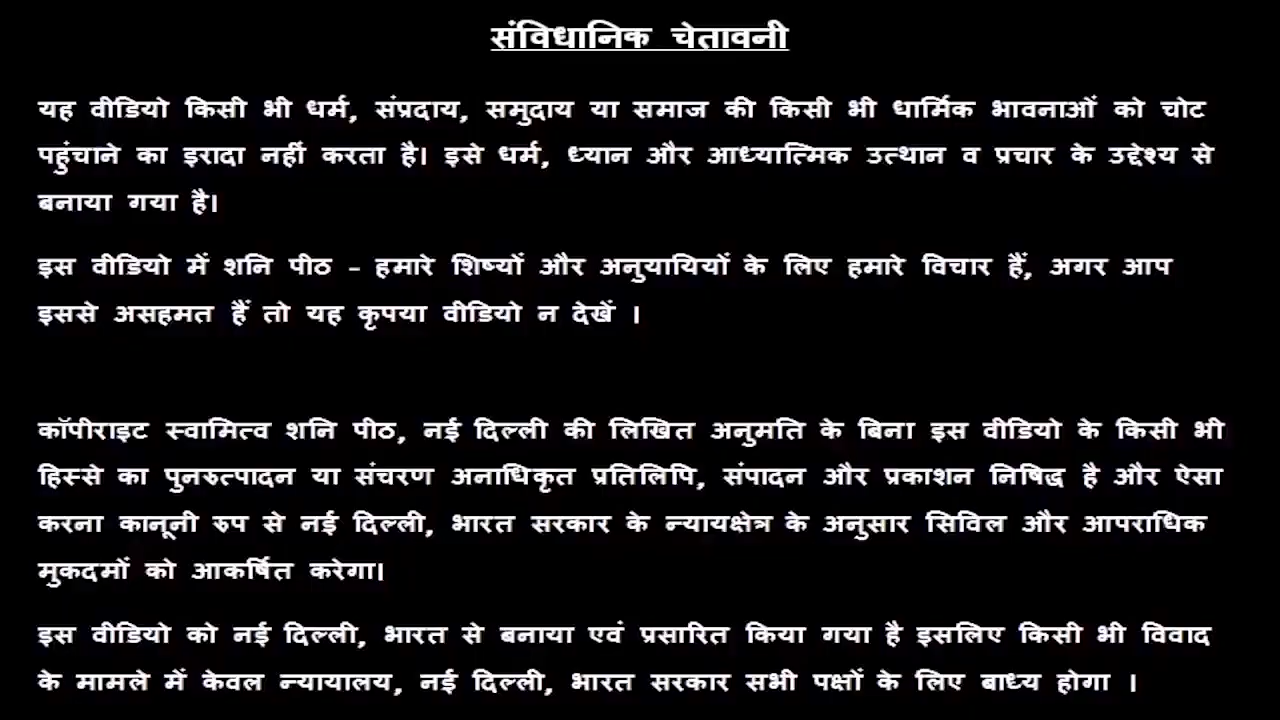 संविधानिक चेतावनी
यह वीडियो किसी भी धर्म, संप्रदाय, समुदाय या समाज की किसी भी धार्मिक भावनाओं को चोट
पहुंचाने का इरादा नहीं करता है। इसे धर्म, ध्यान और आध्यात्मिक उत्थान व प्रचार के उद्देश्य से
बनाया गया है।
इस वीडियो में शनि पीठ – हमारे शिष्यों और अनुयायियों के लिए हमारे विचार हैं, अगर आप
इससे असहमत हैं तो यह कृपया वीडियो न देखें ।
कॉपीराइट स्वामित्व शनि पीठ, नई दिल्ली की लिखित अनुमति के बिना इस वीडियो के किसी भी
हिस्से का पुनरुत्पादन या संचरण अनाधिकृत प्रतिलिपि, संपादन और प्रकाशन निषिद्ध है और ऐसा
करना कानूनी रुप से नई दिल्ली, भारत सरकार के न्यायक्षेत्र के अनुसार सिविल और आपराधिक
मुकदमों को आकर्षित करेगा।
इस वीडियो को नई दिल्ली, भारत से बनाया एवं प्रसारित किया गया है इसलिए किसी भी विवाद
के मामले में केवल न्यायालय, नई दिल्ली, भारत सरकार सभी पक्षों के लिए बाध्य होगा ।